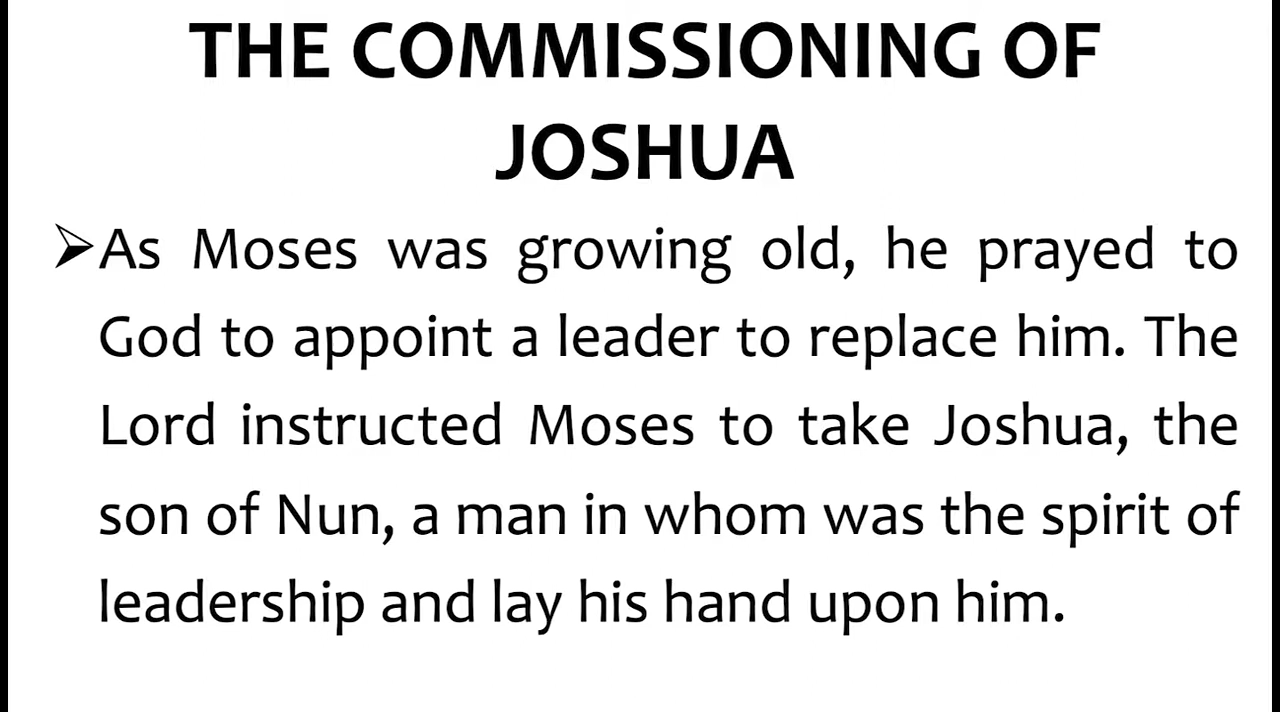 THE COMMISSIONING OF
JOSHUA
➢As Moses was growing old, he prayed to
God to appoint a leader to replace him. The
Lord instructed Moses to take Joshua, the
son of Nun, a man in whom was the spirit of
leadership and lay his hand upon him.